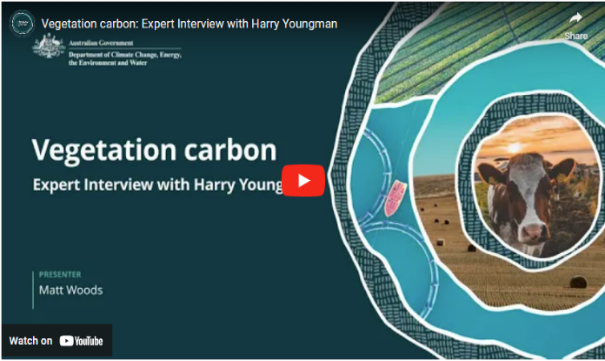 Vegetation carbon: Expert Interview with Harry Youngman
Share
Australian Government
Department of Climate Change, Energy,
the Environment and Water
Vegetation carbon
Expert Interview with Harry Young
PRESENTER
Matt Woods
Watch on YouTube